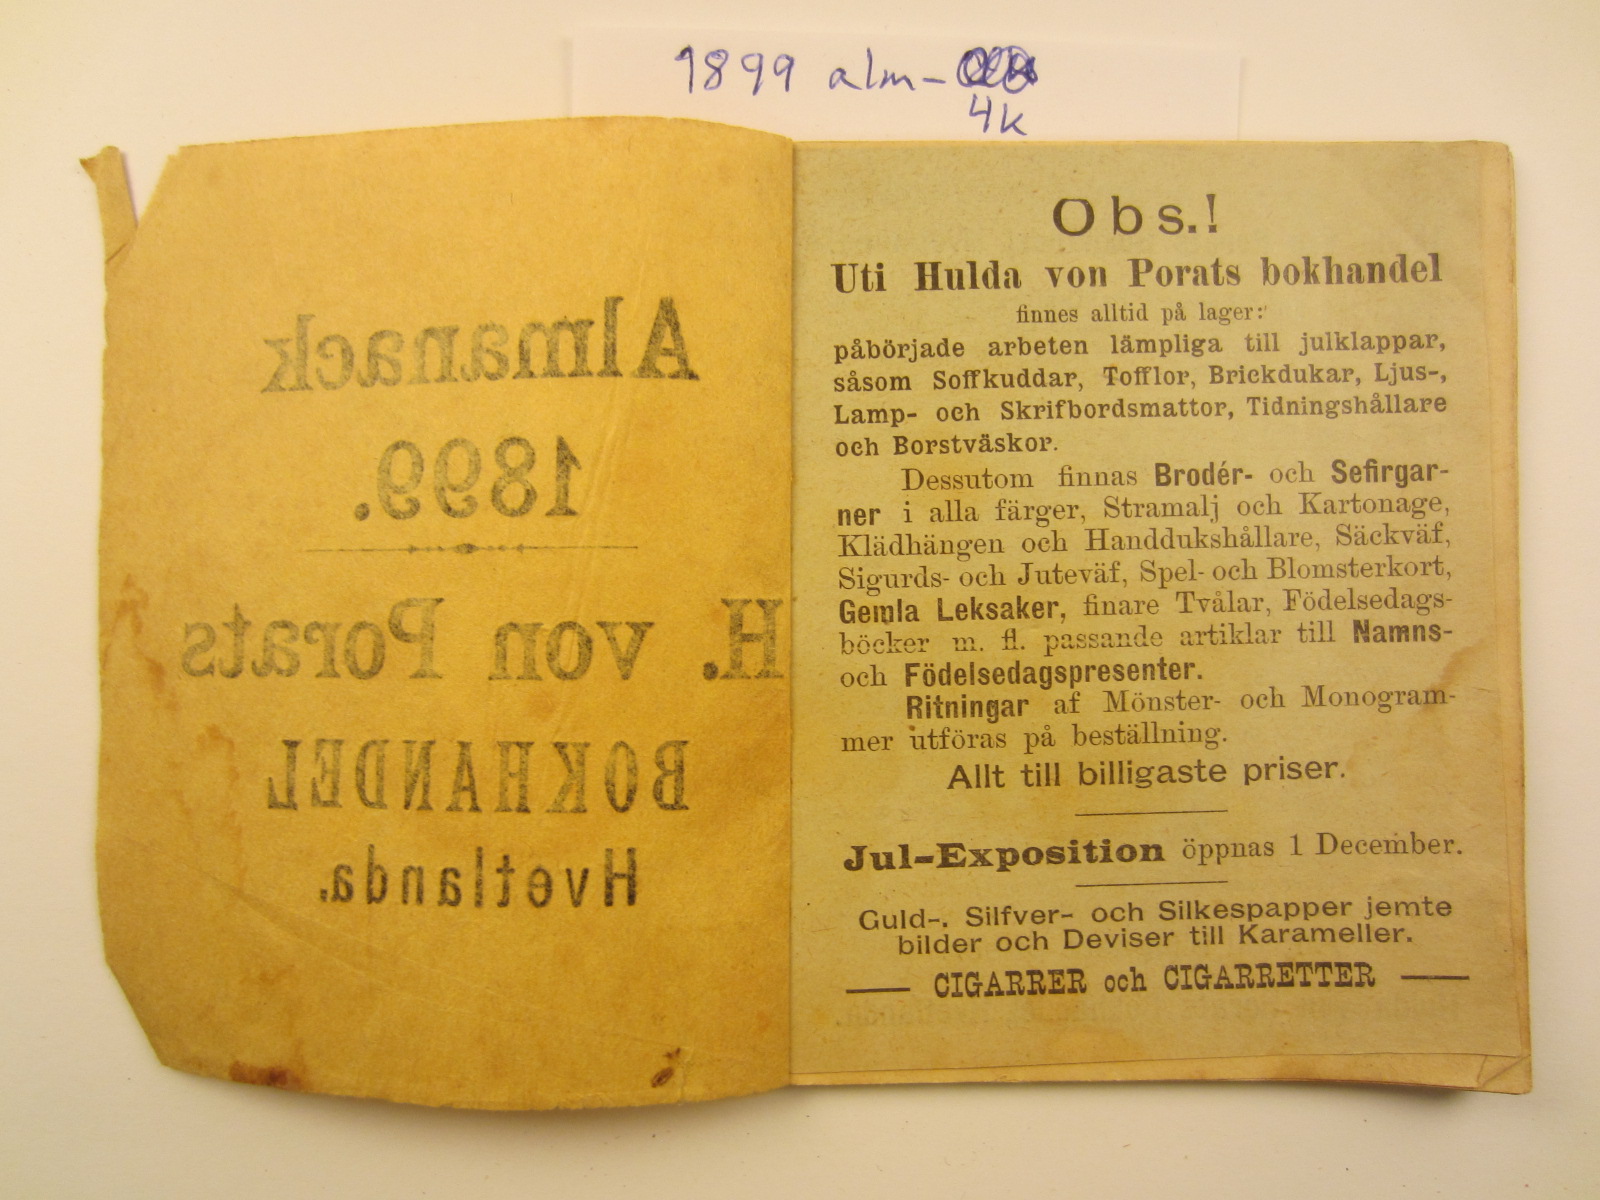 1899 alm-
4k
Almanack
1899.
H. von Porats
BOKHANDEL
Hvetlanda.
Obs.!
Uti Hulda von Porats bokhandel
finnes alltid på lager:
påbörjade arbeten lämpliga till julklappar,
såsom Soffkuddar, Tofflor, Brickdukar, Ljus-,
Lamp- och Skrifbordsmattor, Tidningshållare
och Borstväskor.
Dessutom finnas Brodér- och Sefirgar-
ner i alla färger, Stramalj och Kartonage,
Klädhängen och Handdukshållare, Säckväf,
Sigurds- och Juteväf, Spel- och Blomsterkort,
Gemla Leksaker, finare Tvålar, Födelsedags-
böcker m. fl. passande artiklar till Namns-
och Födelsedagspresenter.
Ritningar af Mönster- och Monogram-
mer utföras på beställning.
Allt till billigaste priser.
Jul-Exposition öppnas 1 December.
Guld-, Silfver- och Silkespapper jemte
bilder och Deviser till Karameller.
CIGARRER och CIGARRETTER